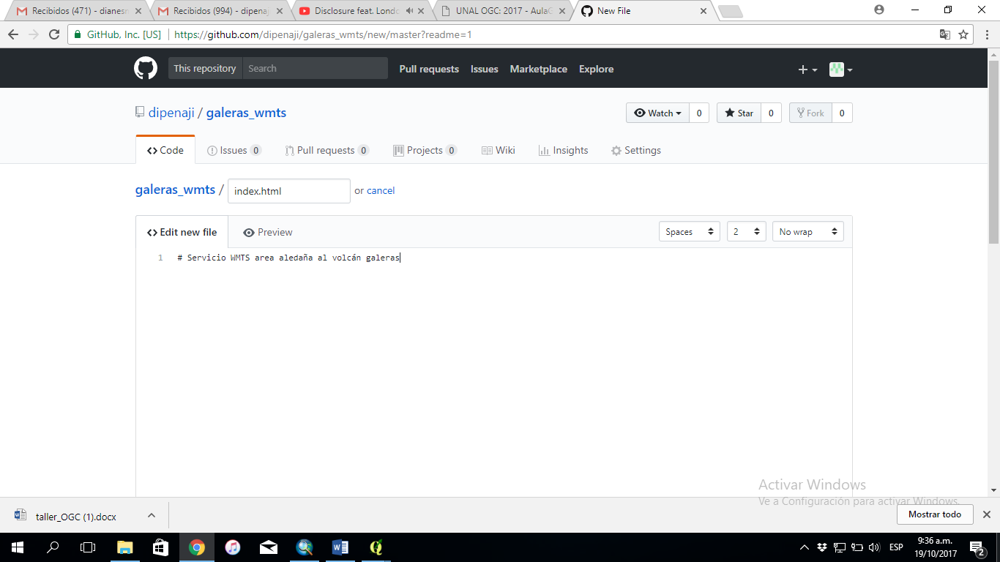 Recibidos (471) - dianesn
Recibidos (994) - dipenaj
Disclosure feat. Londo
UNAL OGC: 2017 - AulaG
New File
GitHub, Inc. [US]
https://github.com/dipenaji/galeras_wmts/new/master?readme=1
This repository
Search
Pull requests
Issues
Marketplace
Explore
dipenaji / galeras_wmts
Watch
0
Star
0
Fork
0
Code
Issues 0
Pull requests 0
Projects 0
Wiki
Insights
Settings
galeras_wmts / index.html or cancel
Edit new file
Preview
Spaces
2
No wrap
1 # Servicio WMTS area aledaña al volcán galeras
Activar Windows
Ve a Configuración para activar Windows.
taller_OGC (1).docx
Mostrar todo
ESP
9:36 a.m.
19/10/2017
2